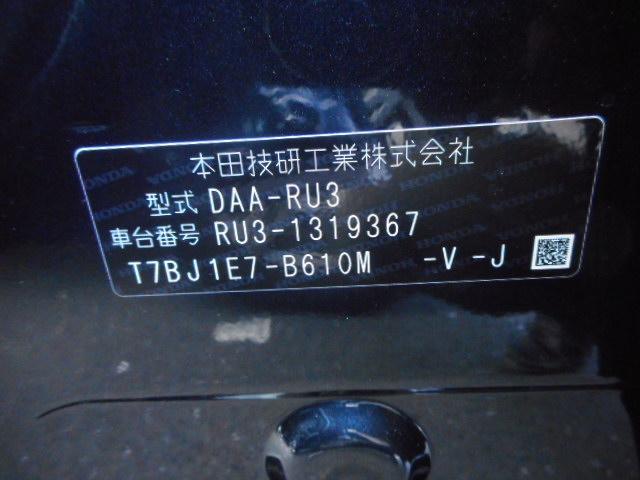 本田技研工業株式会社
型式 DAA-RU3
車台番号 RU3-1319367
T7BJ1E7-B610M -V -J